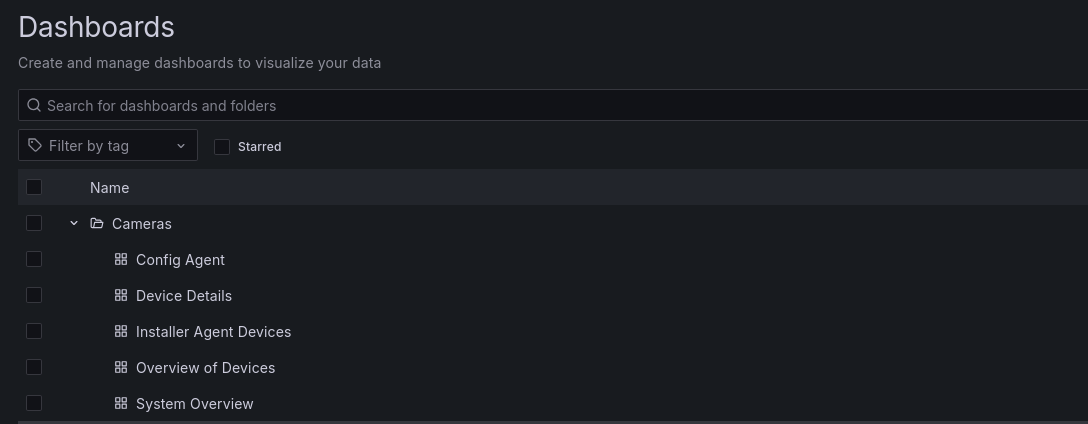 Dashboards
Create and manage dashboards to visualize your data
Search for dashboards and folders
Filter by tag
Starred
Name
Cameras
Config Agent
Device Details
Installer Agent Devices
Overview of Devices
System Overview